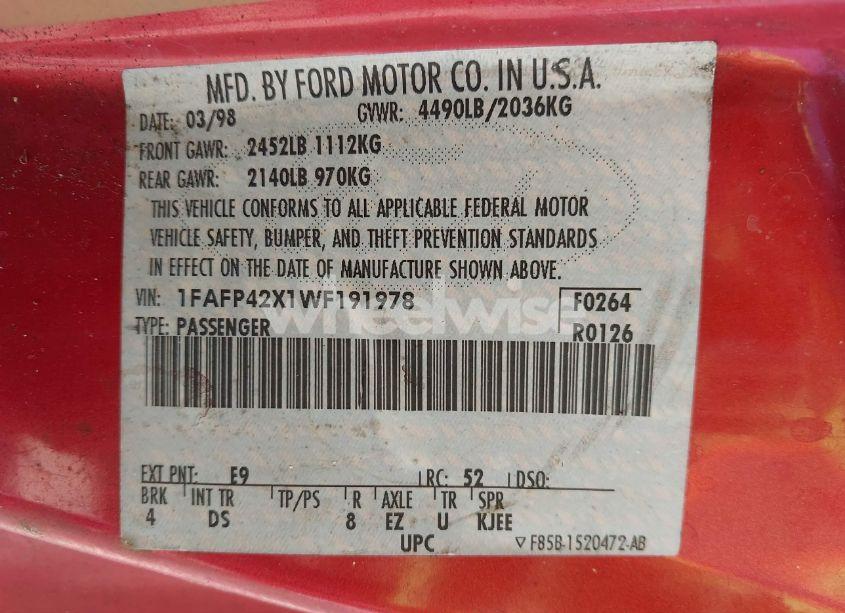 MFD. BY FORD MOTOR CO. IN U.S.A.
DATE: 03/98 GVWR: 4490LB/2036KG
FRONT GAWR: 2452LB 1112KG
REAR GAWR: 2140LB 970KG
THIS VEHICLE CONFORMS TO ALL APPLICABLE FEDERAL MOTOR
VEHICLE SAFETY, BUMPER, AND THEFT PREVENTION STANDARDS
IN EFFECT ON THE DATE OF MANUFACTURE SHOWN ABOVE.
VIN: 1FAFP42X1WF191978 F0264
wheelwise
TYPE: PASSENGER R0126
EXT PNT: E9 RC: 52 DSO:
BRK INT TR TP/PS R AXLE TR SPR
4 DS 8 EZ U KJEE
UPC ▽F85B-1520472-AB